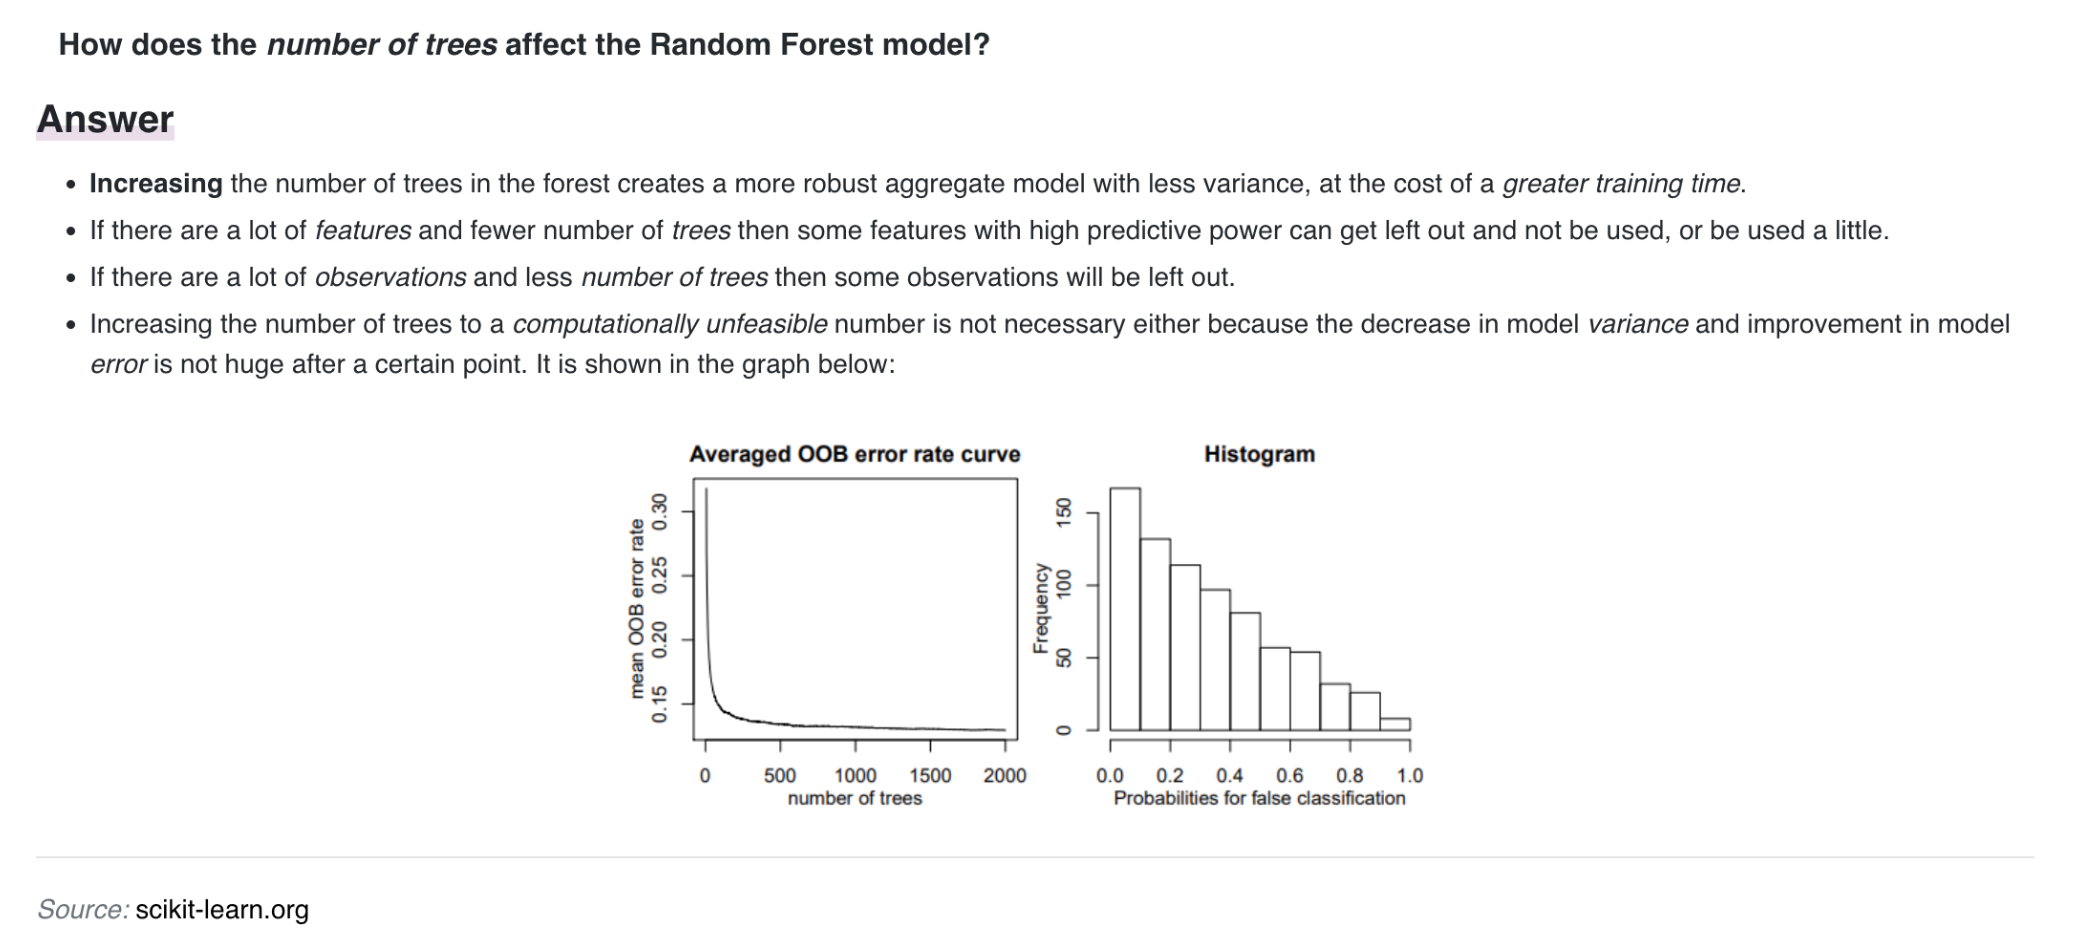 How does the number of trees affect the Random Forest model?
Answer
Increasing the number of trees in the forest creates a more robust aggregate model with less variance, at the cost of a greater training time.
If there are a lot of features and fewer number of trees then some features with high predictive power can get left out and not be used, or be used a little.
If there are a lot of observations and less number of trees then some observations will be left out.
Increasing the number of trees to a computationally unfeasible number is not necessary either because the decrease in model variance and improvement in model
error is not huge after a certain point. It is shown in the graph below:
Averaged OOB error rate curve
mean OOB error rate
0.15 0.20 0.25 0.30
0 500 1000 1500 2000
number of trees
Histogram
Frequency
0 50 100 150
0.0 0.2 0.4 0.6 0.8 1.0
Probabilities for false classification
Source: scikit-learn.org